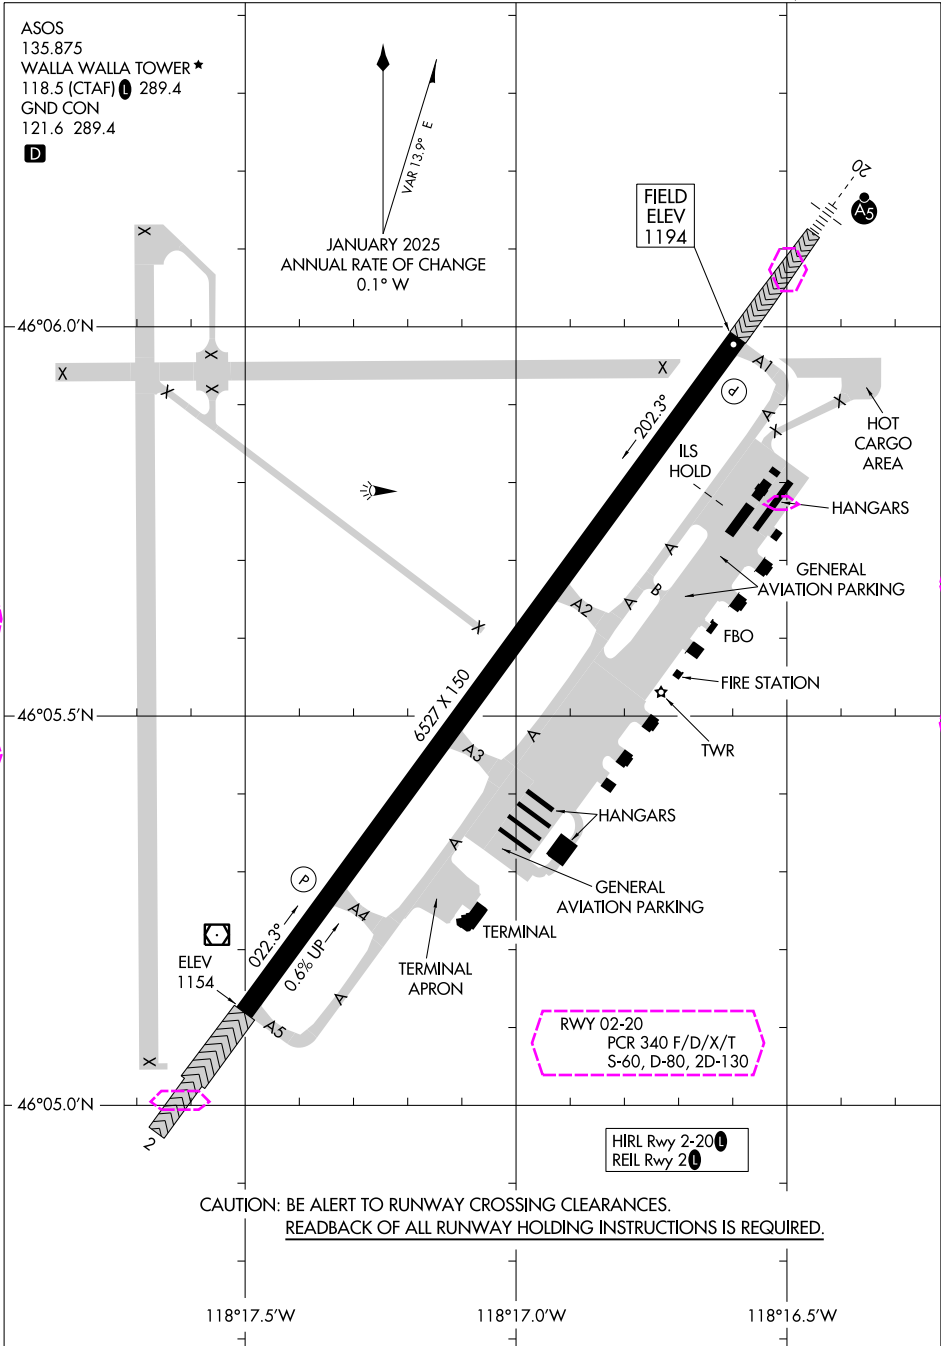 ASOS
135.875
WALLA WALLA TOWER★
118.5 (CTAF) L 289.4
GND CON
121.6 289.4
D
VAR 13.9° E
JANUARY 2025
ANNUAL RATE OF CHANGE
0.1° W
FIELD
ELEV
1194
20
A5
X
46°06.0'N
X
X
X
X
X
X
A1
P
A
X
X
HOT
CARGO
AREA
202.3°
ILS
HOLD
HANGARS
A
GENERAL
AVIATION PARKING
B
A
A2
X
FBO
FIRE STATION
6527 X 150
46°05.5'N
TWR
A
A3
HANGARS
A
P
GENERAL
AVIATION PARKING
A4
022.3°
0.6% UP
TERMINAL
ELEV
1154
TERMINAL
APRON
A
A5
RWY 02-20
PCR 340 F/D/X/T
S-60, D-80, 2D-130
X
46°05.0'N
2
HIRL Rwy 2-20 L
REIL Rwy 2 L
CAUTION: BE ALERT TO RUNWAY CROSSING CLEARANCES.
READBACK OF ALL RUNWAY HOLDING INSTRUCTIONS IS REQUIRED.
118°17.5'W
118°17.0'W
118°16.5'W